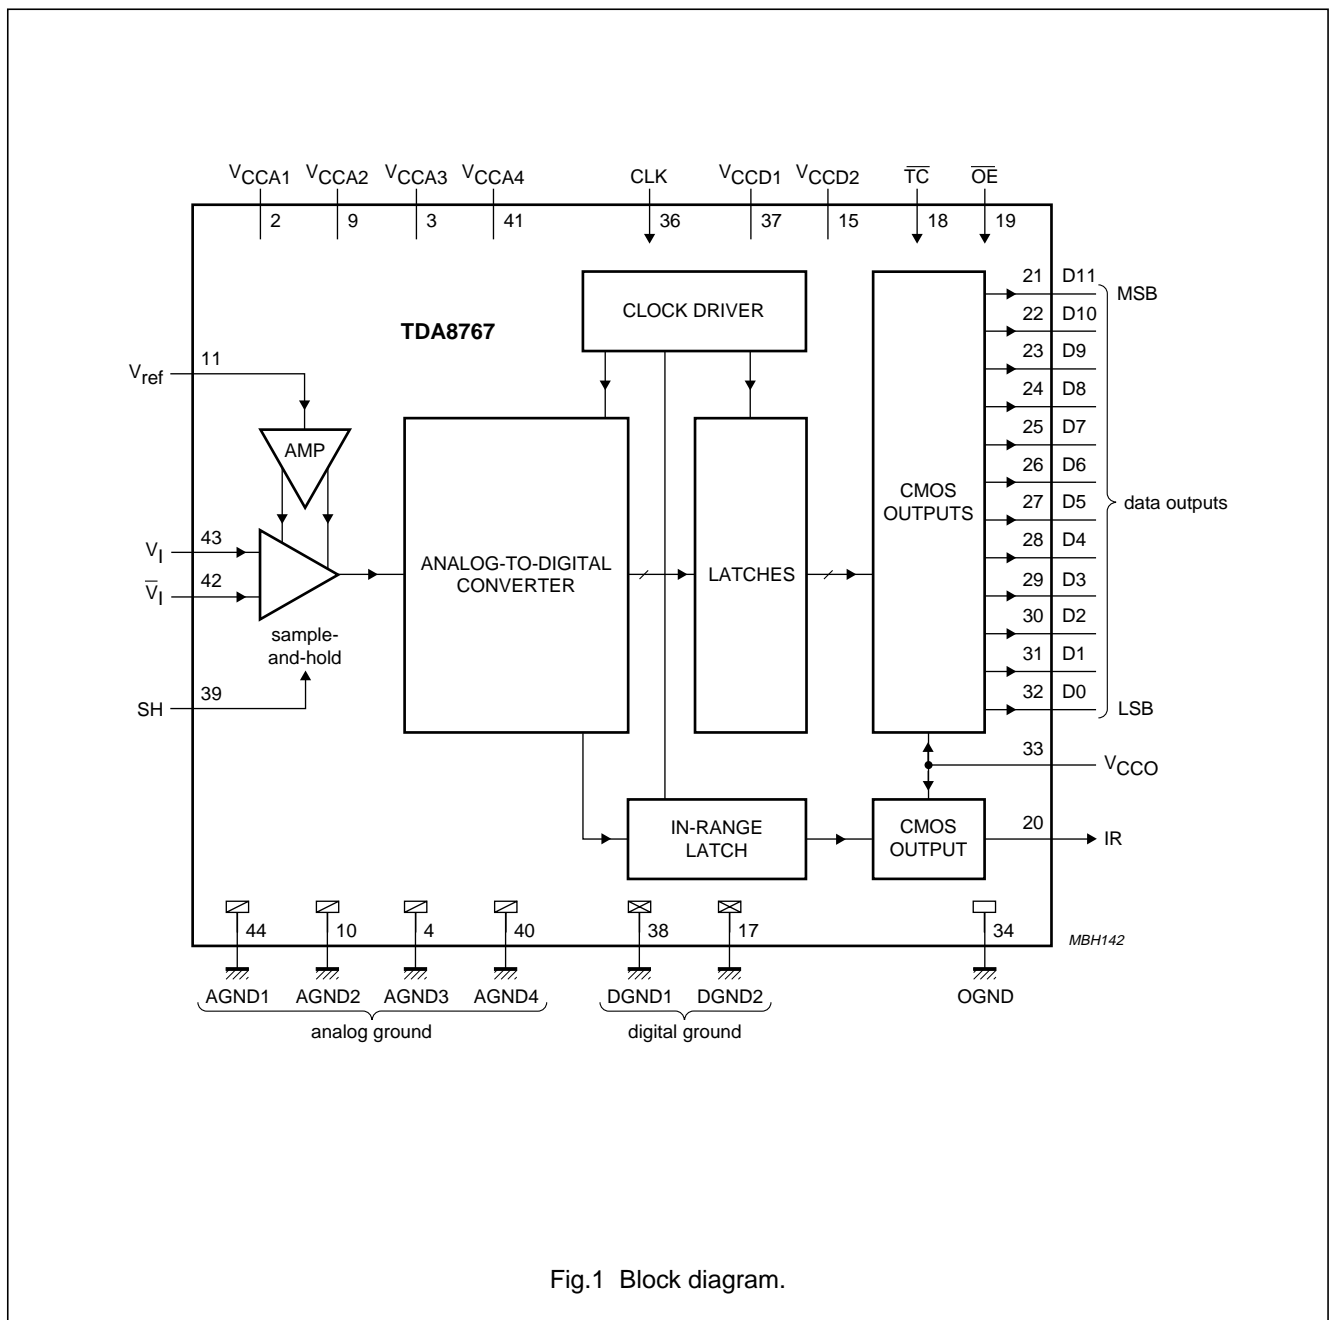 VCCA1 VCCA2 VCCA3 VCCA4 CLK VCCD1 VCCD2 T̅C̅ O̅E̅
2 9 3 41 36 37 15 18 19
21 D11
MSB
CLOCK DRIVER
22 D10
TDA8767
23 D9
11
Vref
24 D8
25 D7
AMP
26 D6
CMOS
OUTPUTS
27 D5
data outputs
28 D4
43
VI
ANALOG-TO-DIGITAL
CONVERTER
LATCHES
42
V̅I
29 D3
30 D2
sample-
and-hold
31 D1
39
SH
32 D0
LSB
33
VCCO
IN-RANGE
LATCH
CMOS
OUTPUT
20
IR
44 10 4 40 38 17 34
MBH142
AGND1 AGND2 AGND3 AGND4 DGND1 DGND2 OGND
analog ground digital ground
Fig.1 Block diagram.